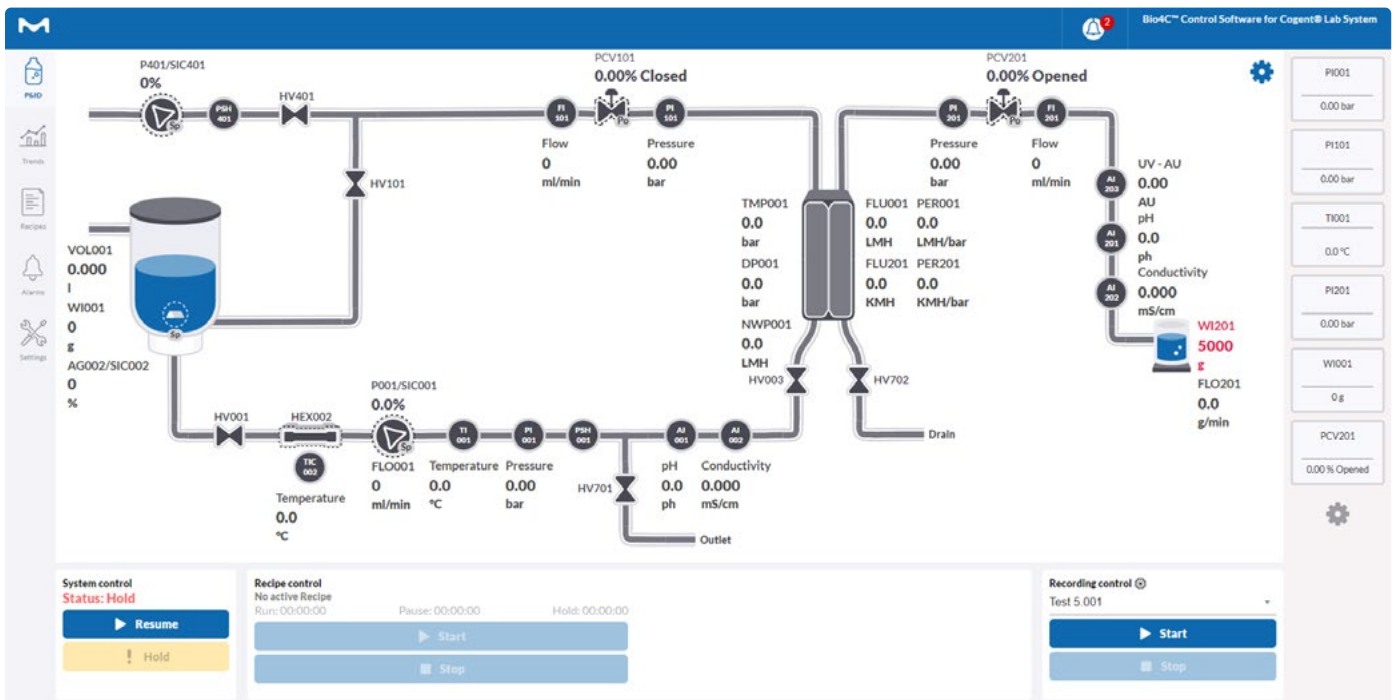 2
Bio4C™ Control Software for Cogent® Lab System
P&ID
Trends
Recipes
Alarms
Settings
P401/SIC401
0%
Sp
PSH
401
HV401
HV101
PCV101
0.00% Closed
FI
101
Po
PI
101
Flow
0
ml/min
Pressure
0.00
bar
PCV201
0.00% Opened
PI
201
Po
FI
201
Pressure
0.00
bar
Flow
0
ml/min
AI
203
UV - AU
0.00
AU
AI
201
pH
0.0
ph
AI
202
Conductivity
0.000
mS/cm
WI201
5000
g
FLO201
0.0
g/min
TMP001
0.0
bar
DP001
0.0
bar
NWP001
0.0
LMH
FLU001 PER001
0.0 0.0
LMH LMH/bar
FLU201 PER201
0.0 0.0
KMH KMH/bar
VOL001
0.000
l
WI001
0
g
AG002/SIC002
0
%
Sp
HV001
HEX002
TIC
002
Temperature
0.0
°C
P001/SIC001
0.0%
Sp
FLO001
0
ml/min
TI
001
Temperature
0.0
°C
PI
001
Pressure
0.00
bar
PSH
001
HV701
Outlet
AI
001
pH
0.0
ph
AI
002
Conductivity
0.000
mS/cm
HV003
HV702
Drain
PI001
0.00 bar
PI101
0.00 bar
TI001
0.0 °C
PI201
0.00 bar
WI001
0 g
PCV201
0.00 % Opened
System control
Status: Hold
Resume
Hold
Recipe control
No active Recipe
Run: 00:00:00 Pause: 00:00:00 Hold: 00:00:00
Start
Stop
Recording control
Test 5.001
Start
Stop